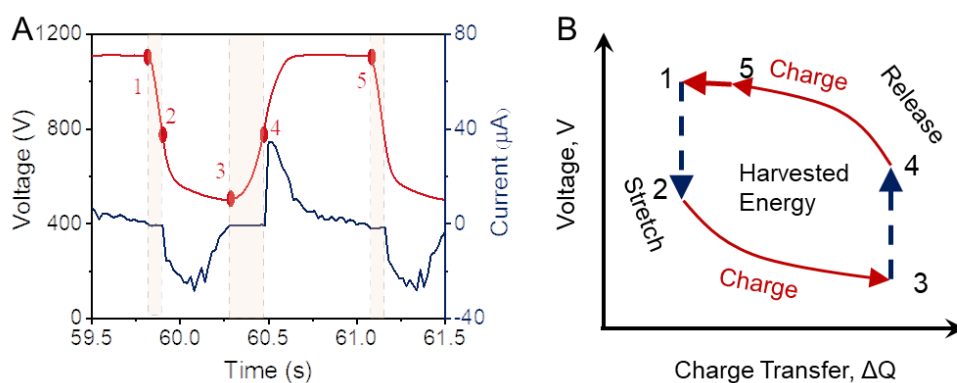 A
1200
800
400
0
Voltage (V)
1
2
3
4
5
80
40
0
-40
Current (μA)
59.5 60.0 60.5 61.0 61.5
Time (s)
B
Voltage, V
1
5
Charge
Release
4
2
Harvested
Energy
Stretch
Charge
3
Charge Transfer, ΔQ